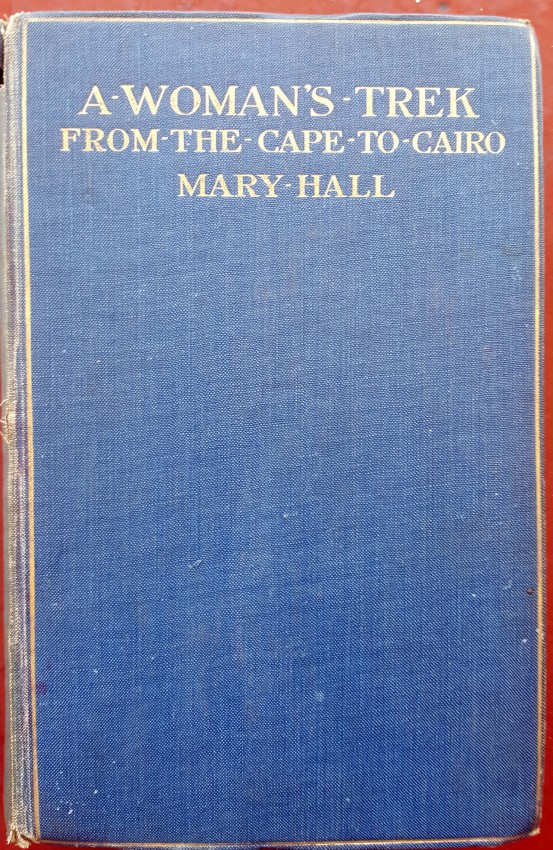 A-WOMAN'S-TREK
FROM-THE-CAPE-TO-CAIRO
MARY-HALL